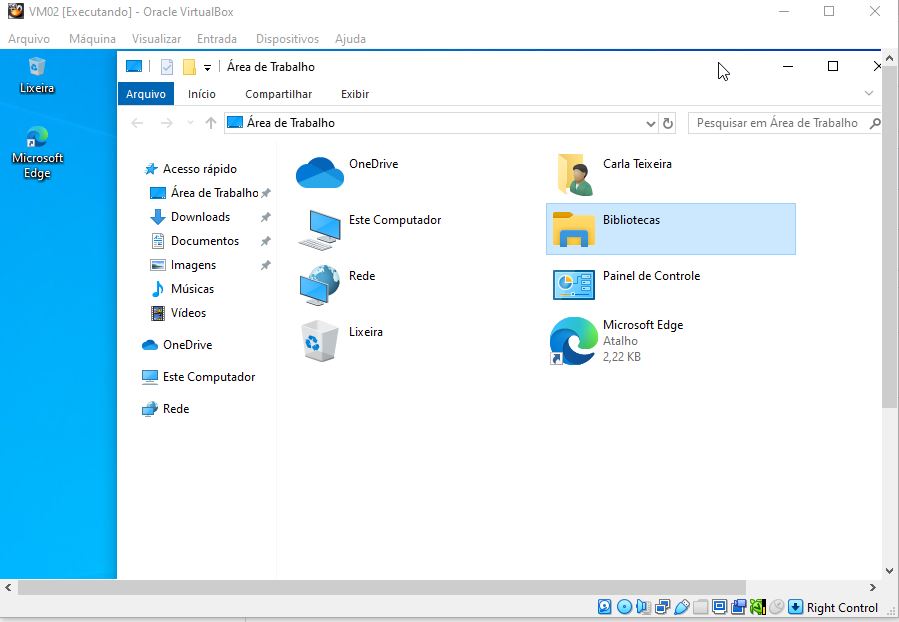 VM02 [Executando] - Oracle VirtualBox
Arquivo Máquina Visualizar Entrada Dispositivos Ajuda
Lixeira
Microsoft
Edge
Área de Trabalho
Arquivo Início Compartilhar Exibir
Área de Trabalho
Pesquisar em Área de Trabalho
Acesso rápido
Área de Trabalho
Downloads
Documentos
Imagens
Músicas
Vídeos
OneDrive
Este Computador
Rede
OneDrive
Carla Teixeira
Este Computador
Bibliotecas
Rede
Painel de Controle
Lixeira
Microsoft Edge
Atalho
2,22 KB
Right Control